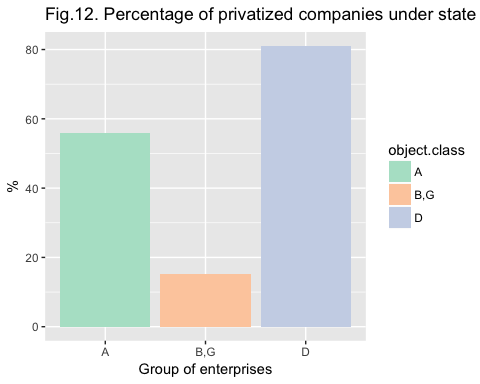 Fig.12. Percentage of privatized companies under state
80
60
40
20
0
%
A
B,G
D
Group of enterprises
object.class
A
B,G
D